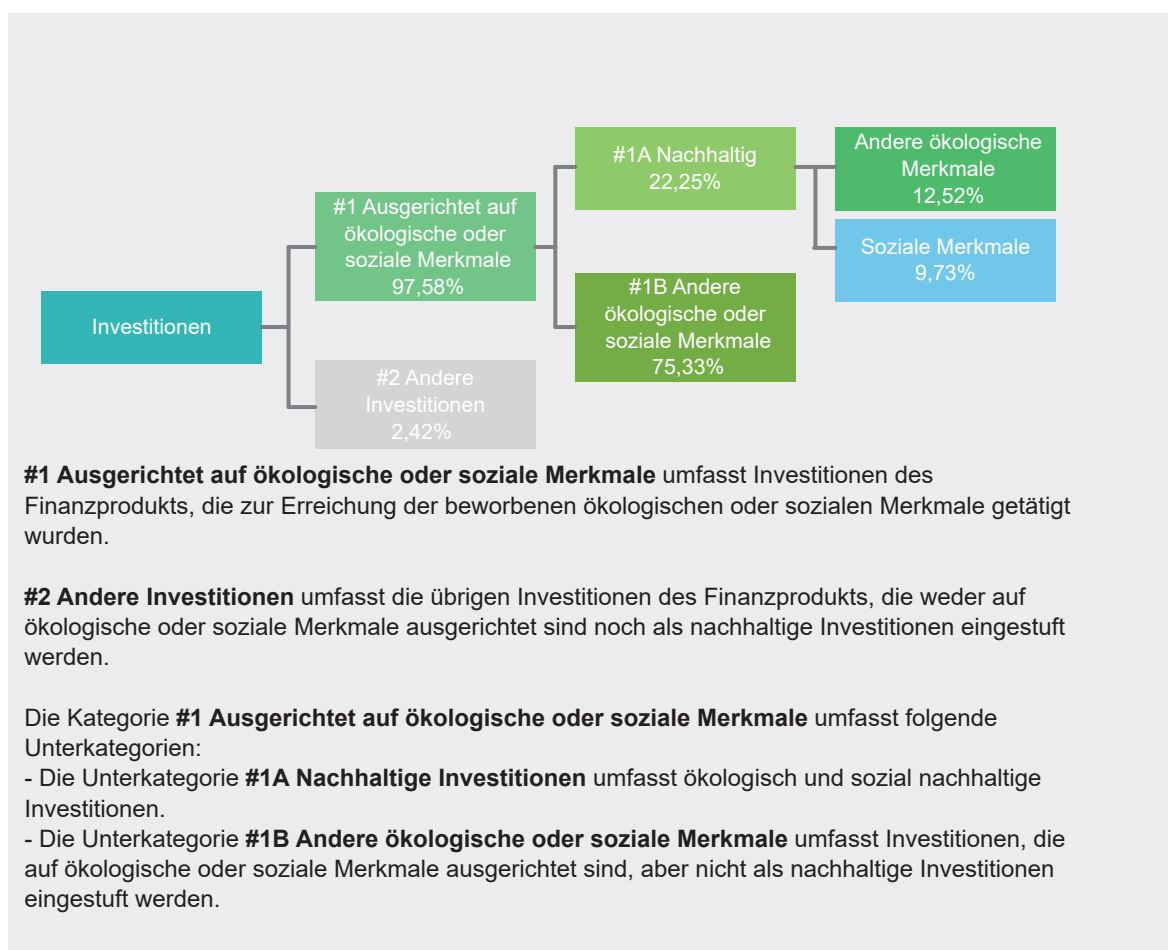 Investitionen
#1 Ausgerichtet auf
ökologische oder
soziale Merkmale
97,58%
#2 Andere
Investitionen
2,42%
#1A Nachhaltig
22,25%
#1B Andere
ökologische oder
soziale Merkmale
75,33%
Andere ökologische
Merkmale
12,52%
Soziale Merkmale
9,73%
#1 Ausgerichtet auf ökologische oder soziale Merkmale umfasst Investitionen des
Finanzprodukts, die zur Erreichung der beworbenen ökologischen oder sozialen Merkmale getätigt
wurden.
#2 Andere Investitionen umfasst die übrigen Investitionen des Finanzprodukts, die weder auf
ökologische oder soziale Merkmale ausgerichtet sind noch als nachhaltige Investitionen eingestuft
werden.
Die Kategorie #1 Ausgerichtet auf ökologische oder soziale Merkmale umfasst folgende
Unterkategorien:
- Die Unterkategorie #1A Nachhaltige Investitionen umfasst ökologisch und sozial nachhaltige
Investitionen.
- Die Unterkategorie #1B Andere ökologische oder soziale Merkmale umfasst Investitionen, die
auf ökologische oder soziale Merkmale ausgerichtet sind, aber nicht als nachhaltige Investitionen
eingestuft werden.